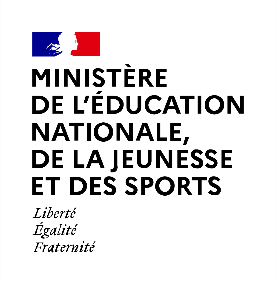 MINISTÈRE
DE L'ÉDUCATION
NATIONALE,
DE LA JEUNESSE
ET DES SPORTS
Liberté
Égalité
Fraternité